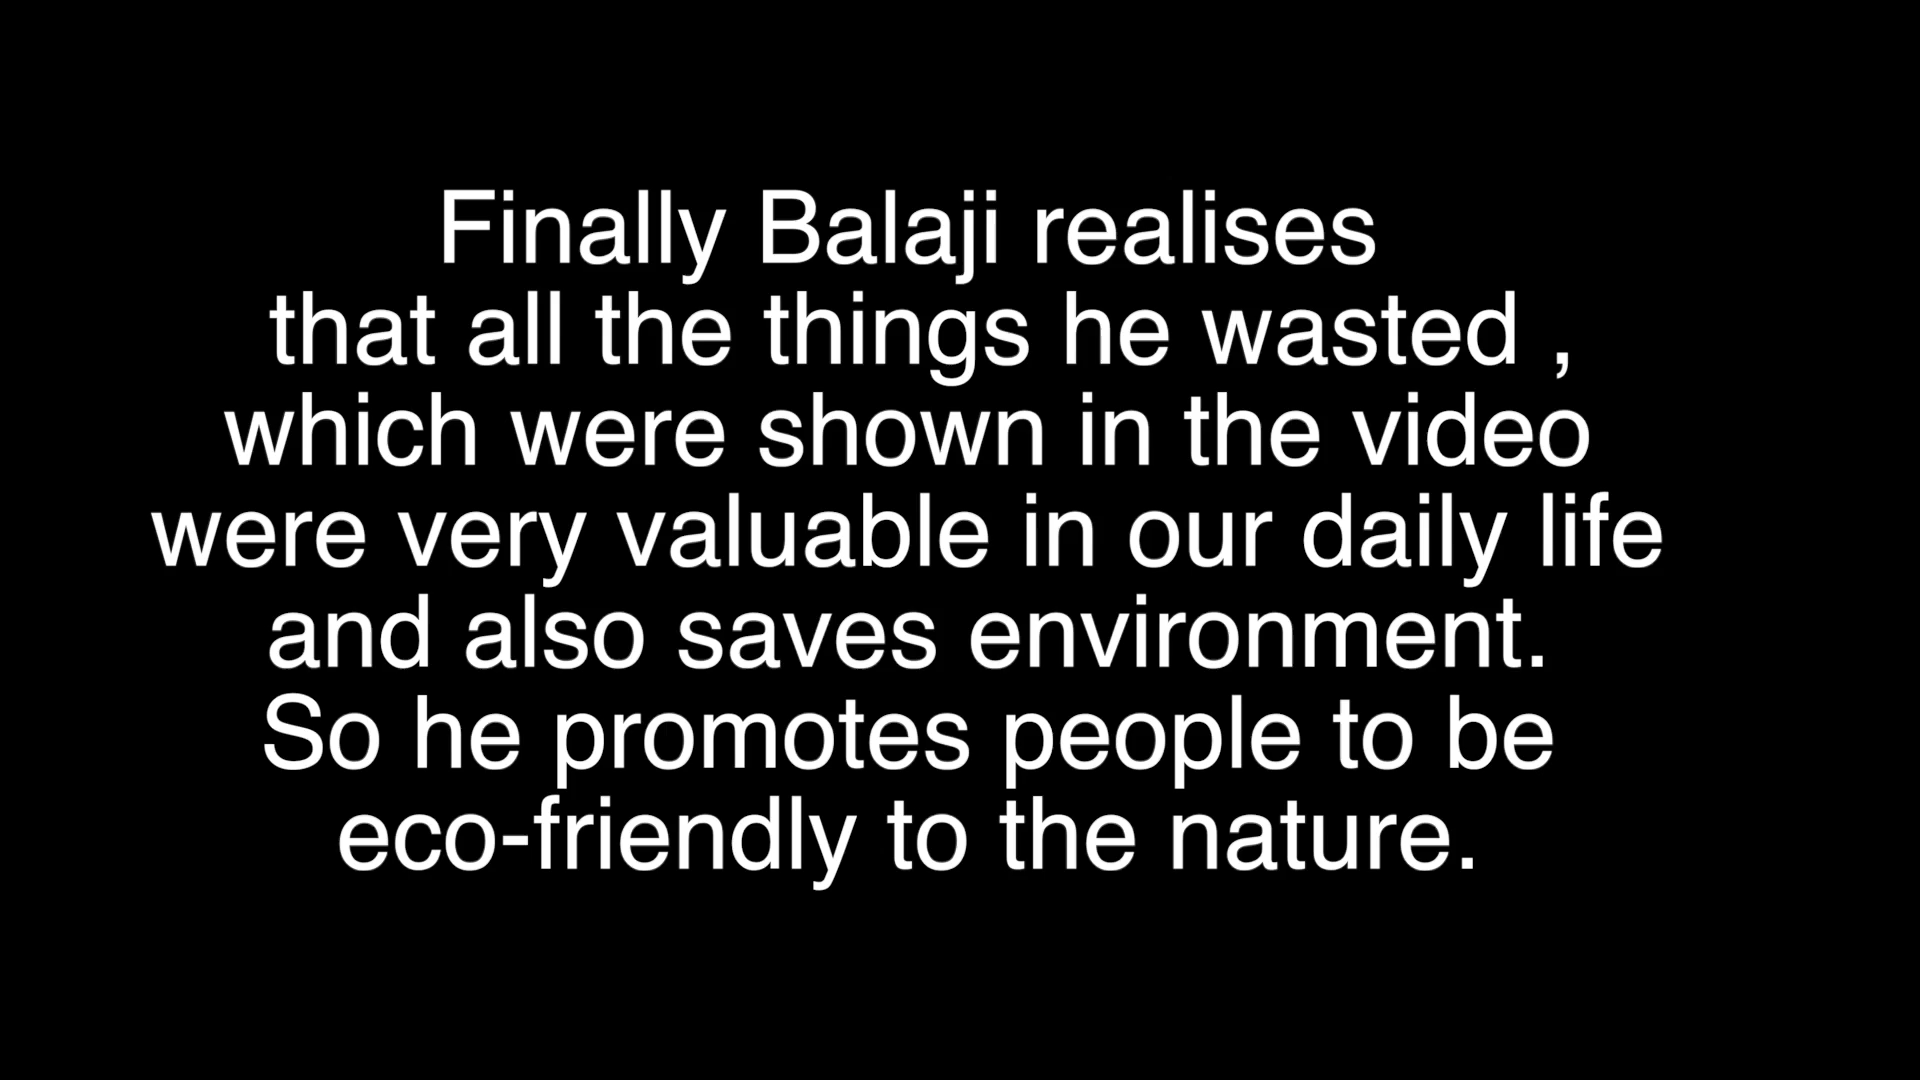 Finally Balaji realises
that all the things he wasted ,
which were shown in the video
were very valuable in our daily life
and also saves environment.
So he promotes people to be
eco-friendly to the nature.